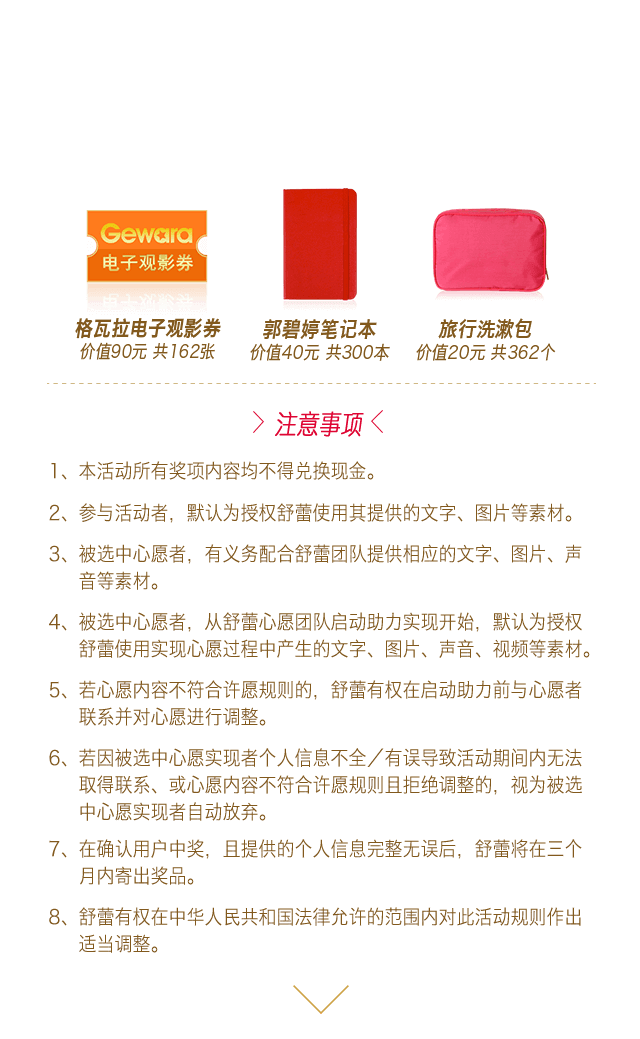 Gewara
电子观影券
格瓦拉电子观影券
价值90元 共162张
郭碧婷笔记本
价值40元 共300本
旅行洗漱包
价值20元 共362个
注意事项
1、本活动所有奖项内容均不得兑换现金。
2、参与活动者，默认为授权舒蕾使用其提供的文字、图片等素材。
3、被选中心愿者，有义务配合舒蕾团队提供相应的文字、图片、声
音等素材。
4、被选中心愿者，从舒蕾心愿团队启动助力实现开始，默认为授权
舒蕾使用实现心愿过程中产生的文字、图片、声音、视频等素材。
5、若心愿内容不符合许愿规则的，舒蕾有权在启动助力前与心愿者
联系并对心愿进行调整。
6、若因被选中心愿实现者个人信息不全／有误导致活动期间内无法
取得联系、或心愿内容不符合许愿规则且拒绝调整的，视为被选
中心愿实现者自动放弃。
7、在确认用户中奖，且提供的个人信息完整无误后，舒蕾将在三个
月内寄出奖品。
8、舒蕾有权在中华人民共和国法律允许的范围内对此活动规则作出
适当调整。